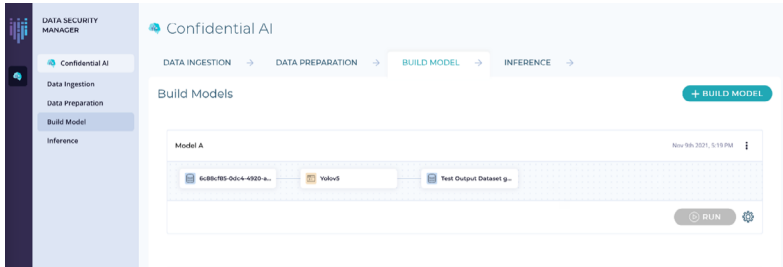 DATA SECURITY
MANAGER
Confidential AI
Data Ingestion
Data Preparation
Build Model
Inference
Confidential AI
DATA INGESTION
DATA PREPARATION
BUILD MODEL
INFERENCE
Build Models
+ BUILD MODEL
Model A
Nov 9th 2021, 5:19 PM
6c88cf85-0dc4-4920-a...
Yolov5
Test Output Dataset g...
RUN